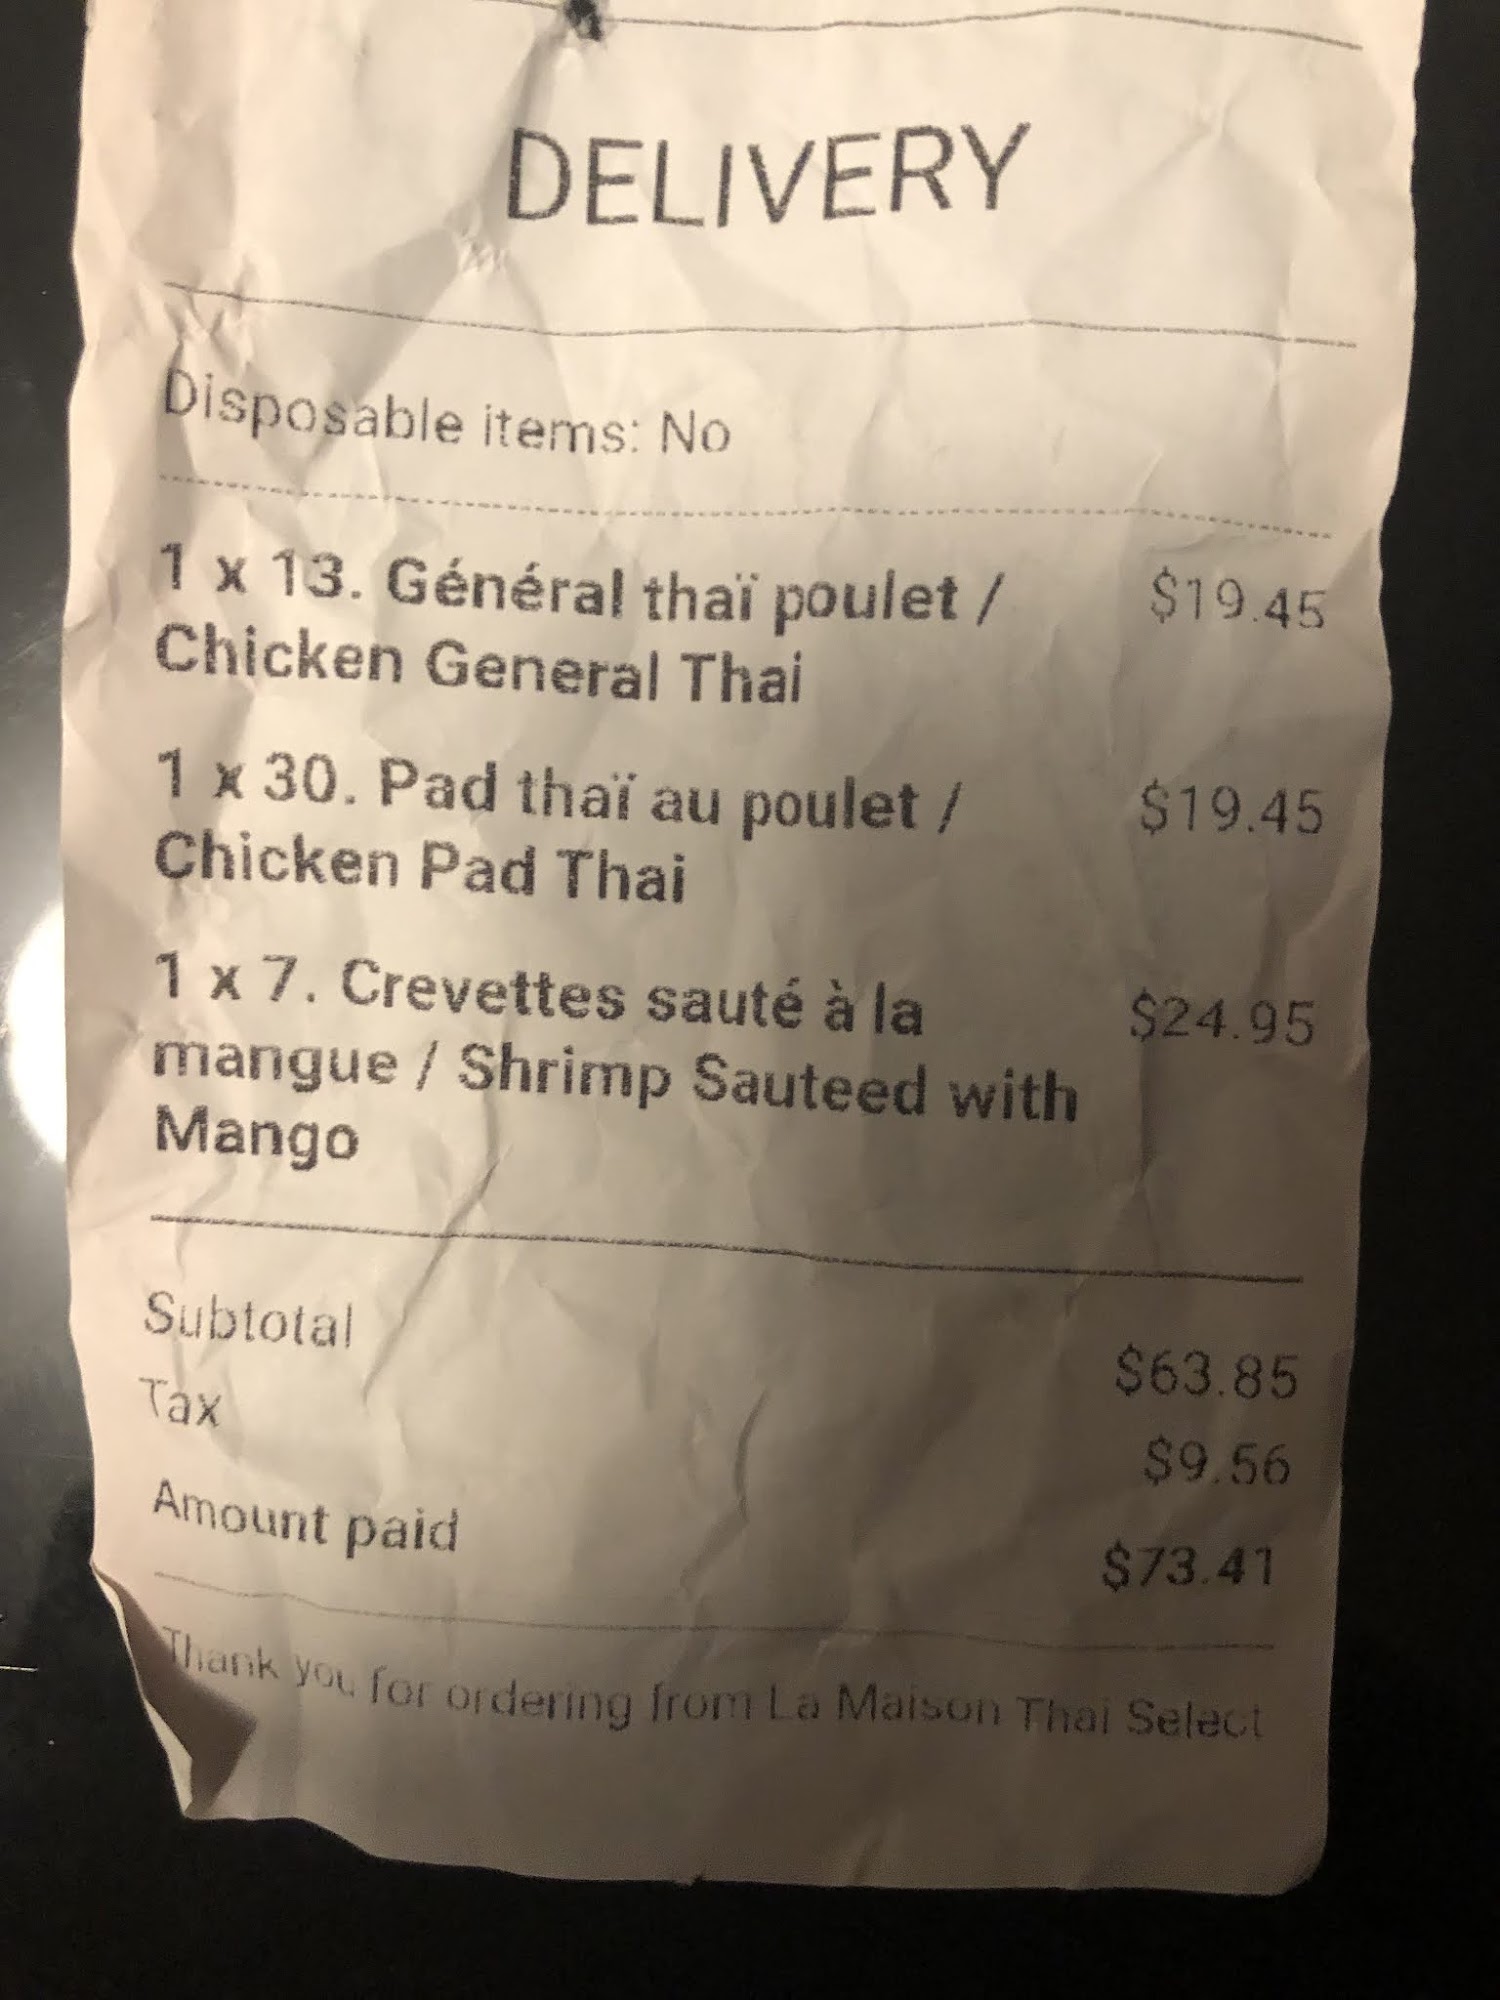 DELIVERY
Disposable items: No
1 x 13. Général thaï poulet / $19.45
Chicken General Thai
1 x 30. Pad thaï au poulet / $19.45
Chicken Pad Thai
1 x 7. Crevettes sauté à la $24.95
mangue / Shrimp Sauteed with
Mango
Subtotal $63.85
Tax $9.56
Amount paid $73.41
Thank you for ordering from La Maison Thai Select